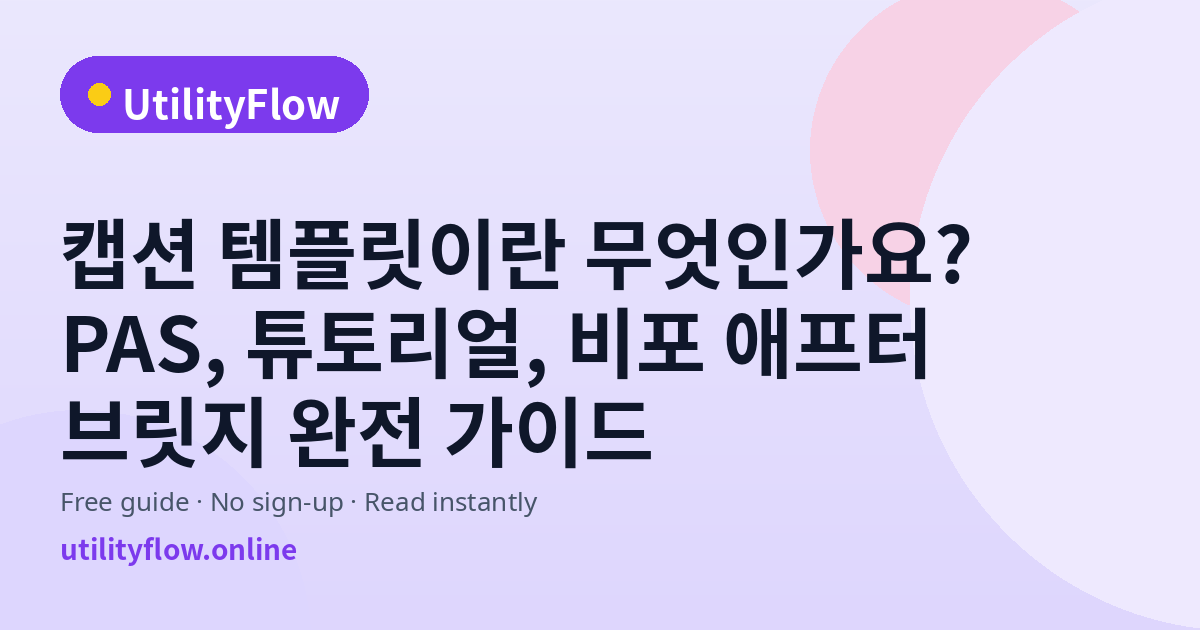 UtilityFlow
캡션 템플릿이란 무엇인가요?
PAS, 튜토리얼, 비포 애프터
브릿지 완전 가이드
Free guide · No sign-up · Read instantly
utilityflow.online